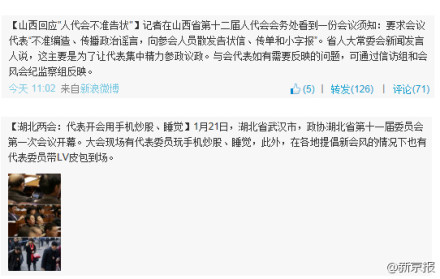 【山西回应“人代会不准告状”】记者在山西省第十二届人代会会务处看到一份会议须知：要求会议
代表“不准编造、传播政治谣言，向参会人员散发告状信、传单和小字报”。省人大常委会新闻发言
人说，这主要是为了让代表集中精力参政议政。与会代表如有需要反映的问题，可通过信访组和会
风会纪监察组反映。
今天 11:02 来自新浪微博 (5) | 转发(126) | 评论(71)
【湖北两会：代表开会用手机炒股、睡觉】1月21日，湖北省武汉市，政协湖北省第十一届委员会
第一次会议开幕。大会现场有代表委员玩手机炒股、睡觉，此外，在各地提倡新会风的情况下也有
代表委员带LV皮包到场。
@新京报